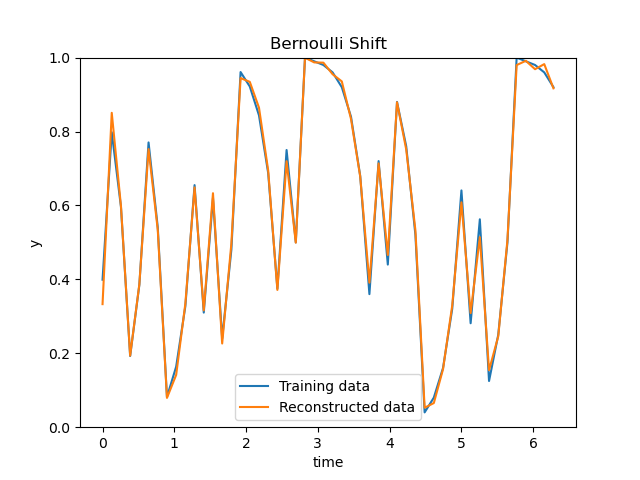 Bernoulli Shift
1.0
0.8
0.6
0.4
0.2
0.0
y
0 1 2 3 4 5 6
time
Training data
Reconstructed data